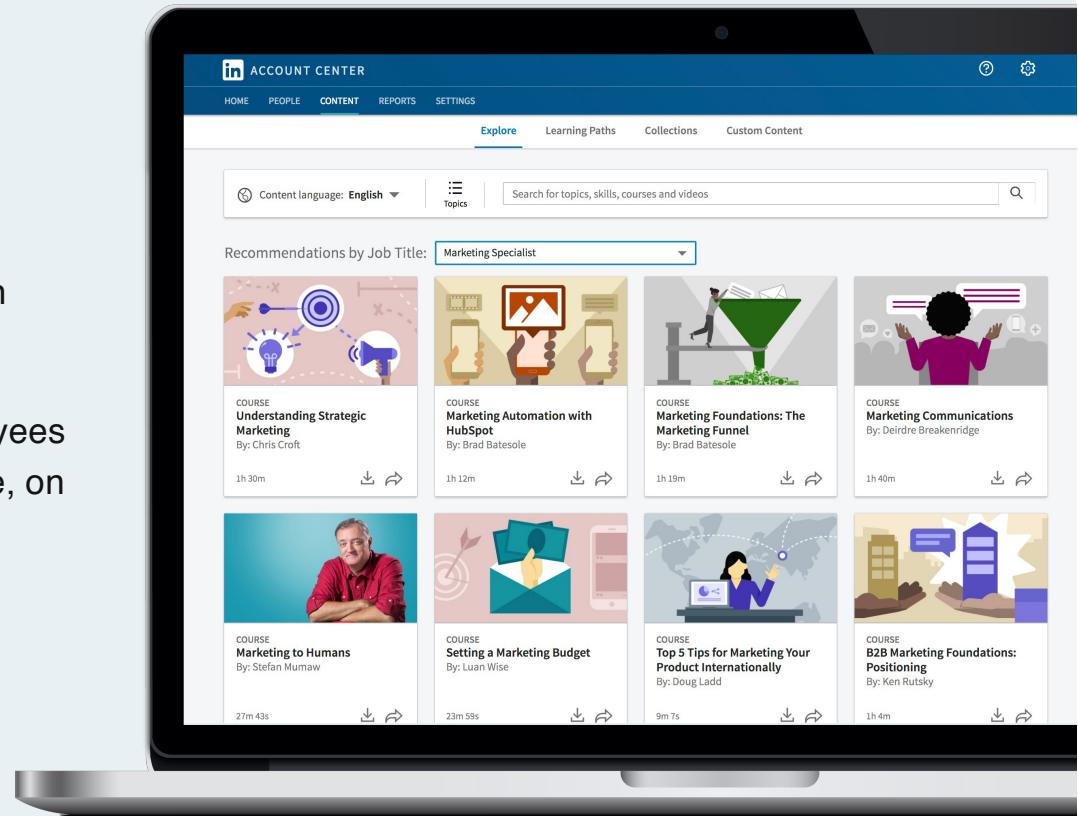 yees
e, on
in ACCOUNT CENTER
HOME PEOPLE CONTENT REPORTS SETTINGS
Explore Learning Paths Collections Custom Content
Content language: English
Topics
Search for topics, skills, courses and videos
Recommendations by Job Title: Marketing Specialist
COURSE
Understanding Strategic
Marketing
By: Chris Croft
1h 30m
COURSE
Marketing Automation with
HubSpot
By: Brad Batesole
1h 12m
COURSE
Marketing Foundations: The
Marketing Funnel
By: Brad Batesole
1h 19m
COURSE
Marketing Communications
By: Deirdre Breakenridge
1h 40m
COURSE
Marketing to Humans
By: Stefan Mumaw
27m 43s
COURSE
Setting a Marketing Budget
By: Luan Wise
23m 59s
COURSE
Top 5 Tips for Marketing Your
Product Internationally
By: Doug Ladd
9m 7s
COURSE
B2B Marketing Foundations:
Positioning
By: Ken Rutsky
1h 4m